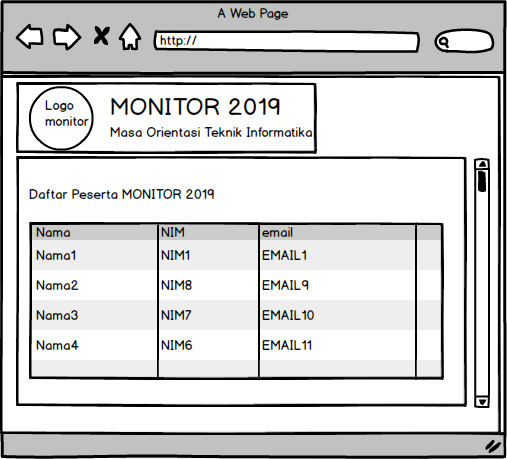 A Web Page
http://
Logo
monitor
MONITOR 2019
Masa Orientasi Teknik Informatika
Daftar Peserta MONITOR 2019
Nama NIM email
Nama1 NIM1 EMAIL1
Nama2 NIM8 EMAIL9
Nama3 NIM7 EMAIL10
Nama4 NIM6 EMAIL11